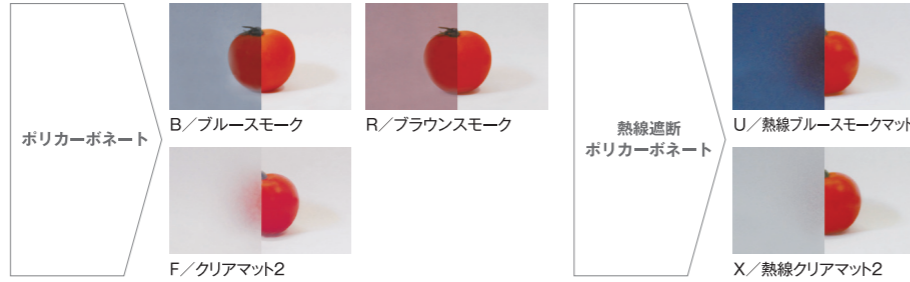 ポリカーボネート
B／ブルースモーク
R／ブラウンスモーク
F／クリアマット2
熱線遮断
ポリカーボネート
U／熱線ブルースモークマット
X／熱線クリアマット2